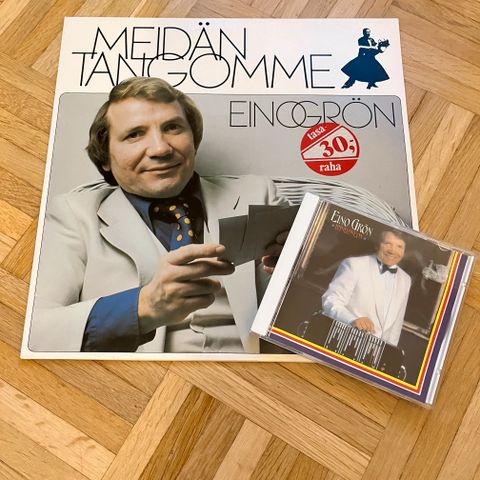 MEIDÄN
TANGOMME
EINO GRÖN
tasa
30;-
raha
EINO GRÖN